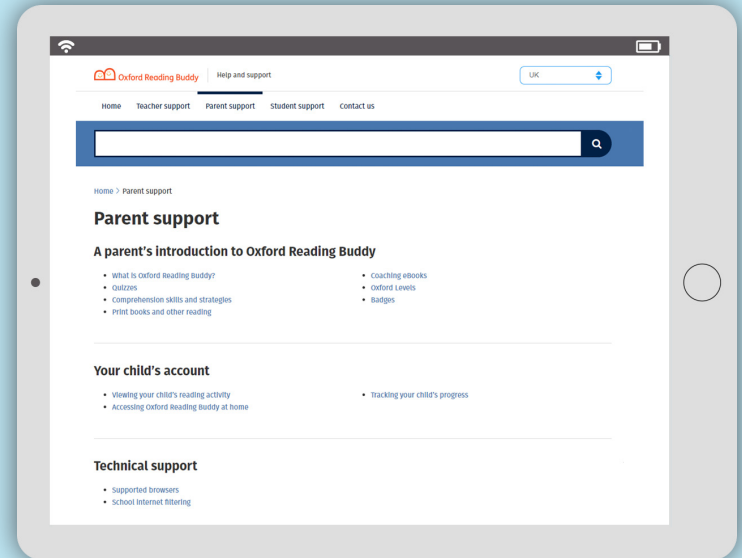 Oxford Reading Buddy Help and support UK
Home Teacher support Parent support Student support Contact us
Home > Parent support
Parent support
A parent's introduction to Oxford Reading Buddy
• What is Oxford Reading Buddy? • Coaching eBooks
• Quizzes • Oxford Levels
• Comprehension skills and strategies • Badges
• Print books and other reading
Your child's account
• Viewing your child's reading activity • Tracking your child's progress
• Accessing Oxford Reading Buddy at home
Technical support
• Supported browsers
• School internet filtering